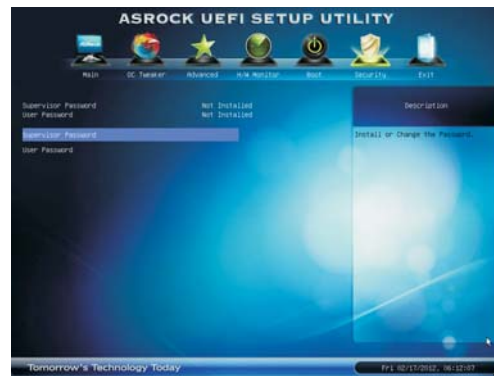 ASROCK UEFI SETUP UTILITY
Main OC Tweaker Advanced H/W Monitor Boot Security Exit
Supervisor Password Not Installed
User Password Not Installed
Supervisor Password
User Password
Description
Install or Change the Password.
Tomorrow's Technology Today
Fri 02/17/2012, 06:12:07